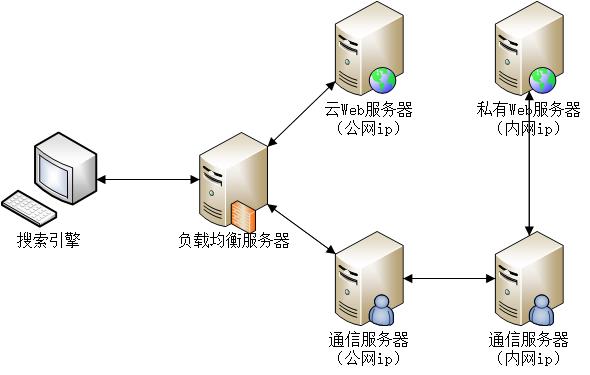 云Web服务器
（公网ip）
私有Web服务器
（内网ip）
搜索引擎
负载均衡服务器
通信服务器
（公网ip）
通信服务器
（内网ip）